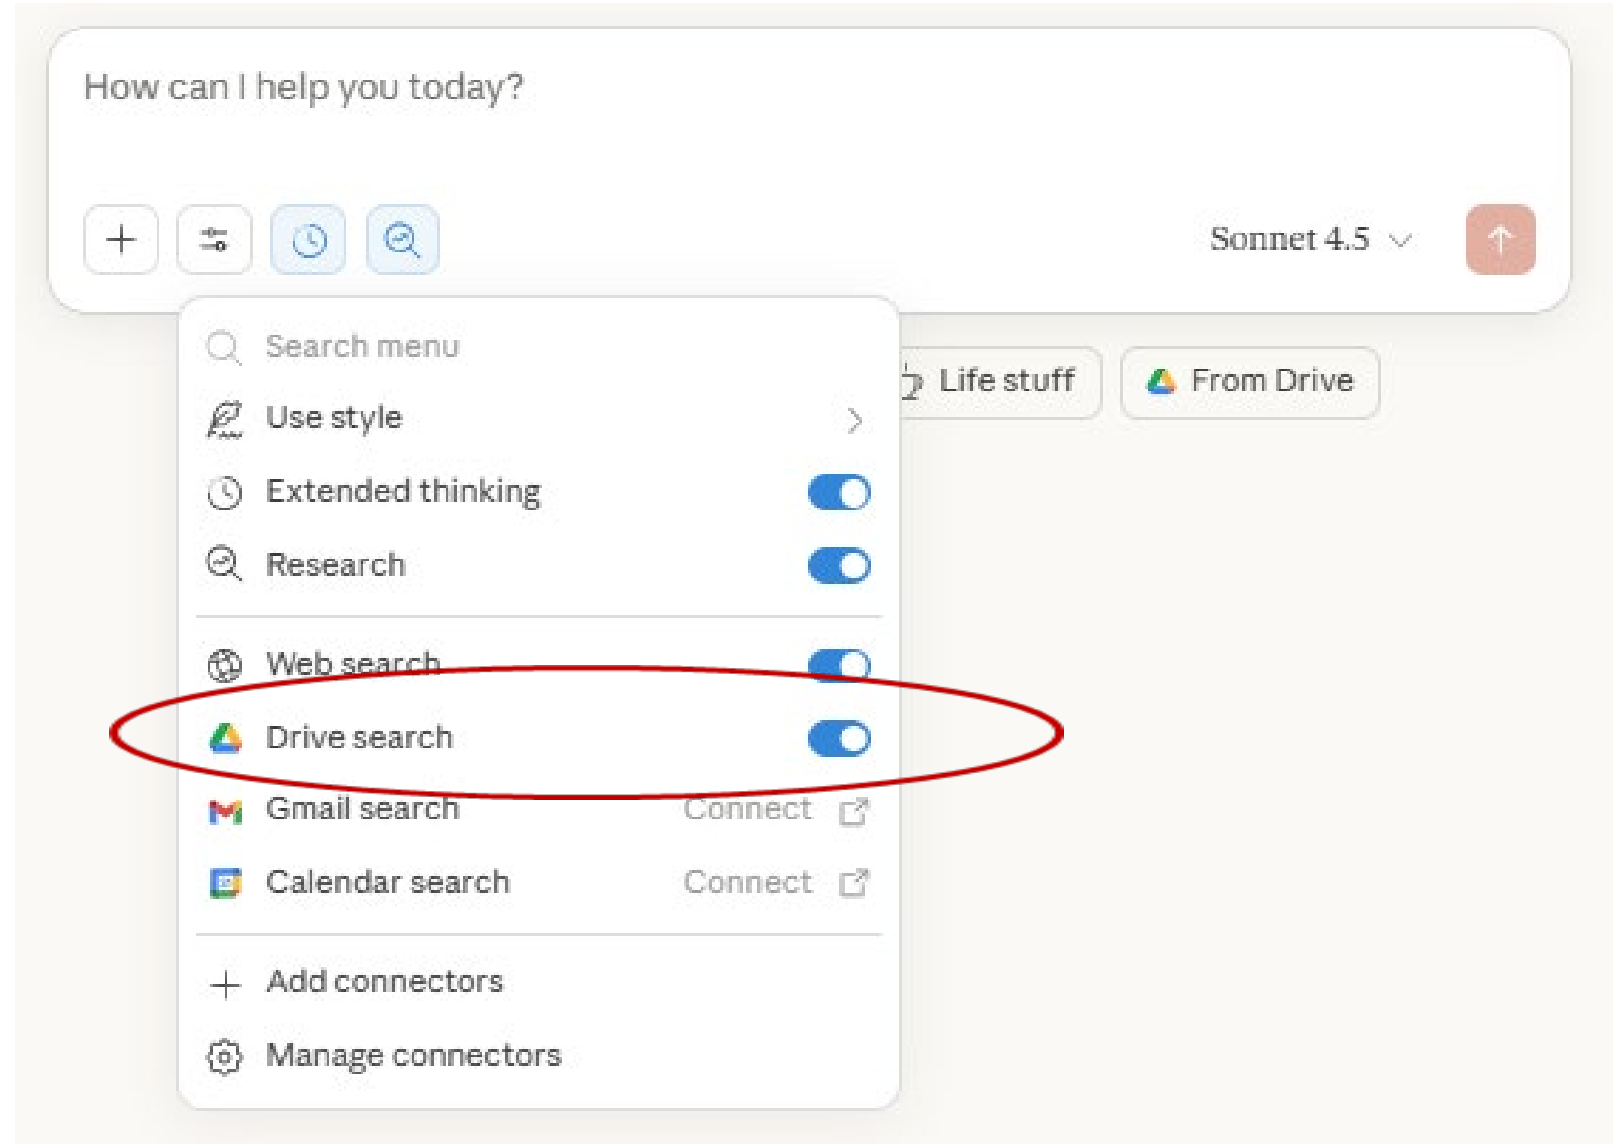 How can I help you today?
Sonnet 4.5
Search menu
Life stuff
From Drive
Use style
Extended thinking
Research
Web search
Drive search
Gmail search Connect
Calendar search Connect
Add connectors
Manage connectors